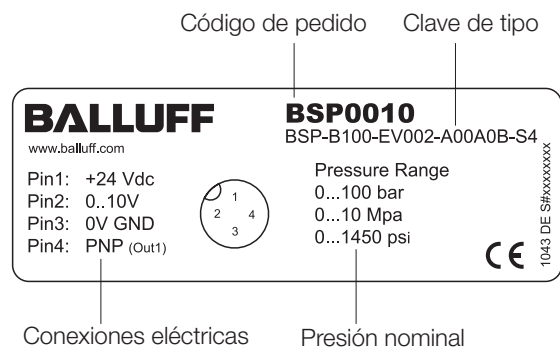 Código de pedido
Clave de tipo
BALLUFF
www.balluff.com
BSP0010
BSP-B100-EV002-A00A0B-S4
Pin1: +24 Vdc
Pin2: 0..10V
Pin3: 0V GND
Pin4: PNP (Out1)
1
2
4
3
Pressure Range
0...100 bar
0...10 Mpa
0...1450 psi
CE
1043 DE S#xxxxxxxx
Conexiones eléctricas
Presión nominal